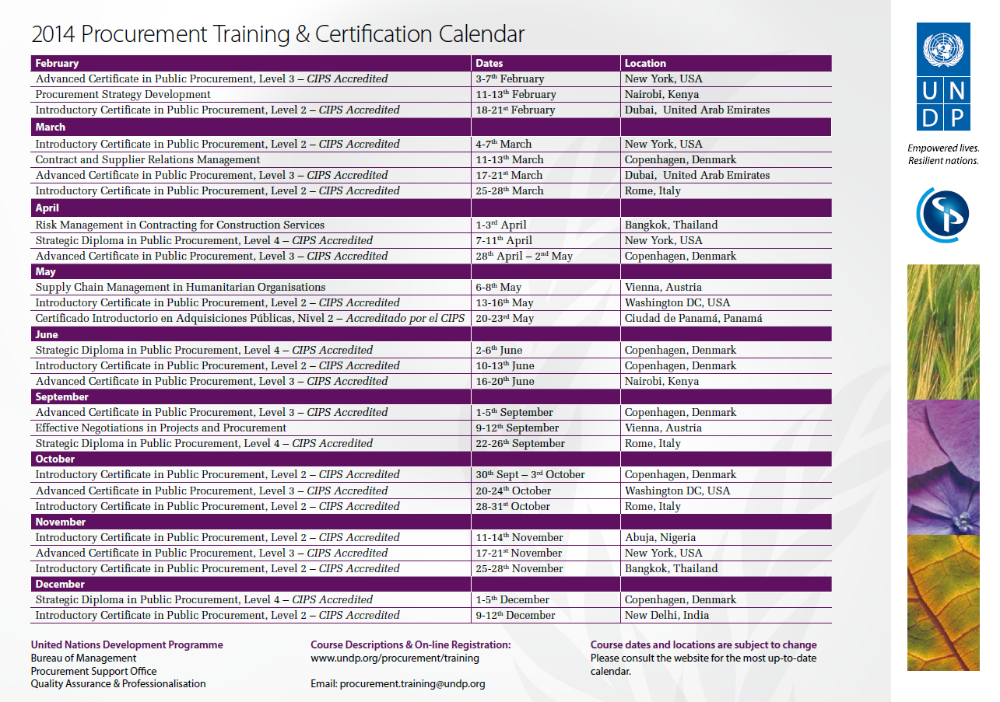 2014 Procurement Training & Certification Calendar
February Dates Location
Advanced Certificate in Public Procurement, Level 3 – CIPS Accredited 3-7th February New York, USA
Procurement Strategy Development 11-13th February Nairobi, Kenya
Introductory Certificate in Public Procurement, Level 2 – CIPS Accredited 18-21st February Dubai, United Arab Emirates
March
Introductory Certificate in Public Procurement, Level 2 – CIPS Accredited 4-7th March New York, USA
Contract and Supplier Relations Management 11-13th March Copenhagen, Denmark
Advanced Certificate in Public Procurement, Level 3 – CIPS Accredited 17-21st March Dubai, United Arab Emirates
Introductory Certificate in Public Procurement, Level 2 – CIPS Accredited 25-28th March Rome, Italy
April
Risk Management in Contracting for Construction Services 1-3rd April Bangkok, Thailand
Strategic Diploma in Public Procurement, Level 4 – CIPS Accredited 7-11th April New York, USA
Advanced Certificate in Public Procurement, Level 3 – CIPS Accredited 28th April – 2nd May Copenhagen, Denmark
May
Supply Chain Management in Humanitarian Organisations 6-8th May Vienna, Austria
Introductory Certificate in Public Procurement, Level 2 – CIPS Accredited 13-16th May Washington DC, USA
Certificado Introductorio en Adquisiciones Públicas, Nivel 2 – Accreditado por el CIPS 20-23rd May Ciudad de Panamá, Panamá
June
Strategic Diploma in Public Procurement, Level 4 – CIPS Accredited 2-6th June Copenhagen, Denmark
Introductory Certificate in Public Procurement, Level 2 – CIPS Accredited 10-13th June Copenhagen, Denmark
Advanced Certificate in Public Procurement, Level 3 – CIPS Accredited 16-20th June Nairobi, Kenya
September
Advanced Certificate in Public Procurement, Level 3 – CIPS Accredited 1-5th September Copenhagen, Denmark
Effective Negotiations in Projects and Procurement 9-12th September Vienna, Austria
Strategic Diploma in Public Procurement, Level 4 – CIPS Accredited 22-26th September Rome, Italy
October
Introductory Certificate in Public Procurement, Level 2 – CIPS Accredited 30th Sept – 3rd October Copenhagen, Denmark
Advanced Certificate in Public Procurement, Level 3 – CIPS Accredited 20-24th October Washington DC, USA
Introductory Certificate in Public Procurement, Level 2 – CIPS Accredited 28-31st October Rome, Italy
November
Introductory Certificate in Public Procurement, Level 2 – CIPS Accredited 11-14th November Abuja, Nigeria
Advanced Certificate in Public Procurement, Level 3 – CIPS Accredited 17-21st November New York, USA
Introductory Certificate in Public Procurement, Level 2 – CIPS Accredited 25-28th November Bangkok, Thailand
December
Strategic Diploma in Public Procurement, Level 4 – CIPS Accredited 1-5th December Copenhagen, Denmark
Introductory Certificate in Public Procurement, Level 2 – CIPS Accredited 9-12th December New Delhi, India
United Nations Development Programme
Bureau of Management
Procurement Support Office
Quality Assurance & Professionalisation
Course Descriptions & On-line Registration:
www.undp.org/procurement/training
Email: procurement.training@undp.org
Course dates and locations are subject to change
Please consult the website for the most up-to-date
calendar.
U N
D P
Empowered lives.
Resilient nations.